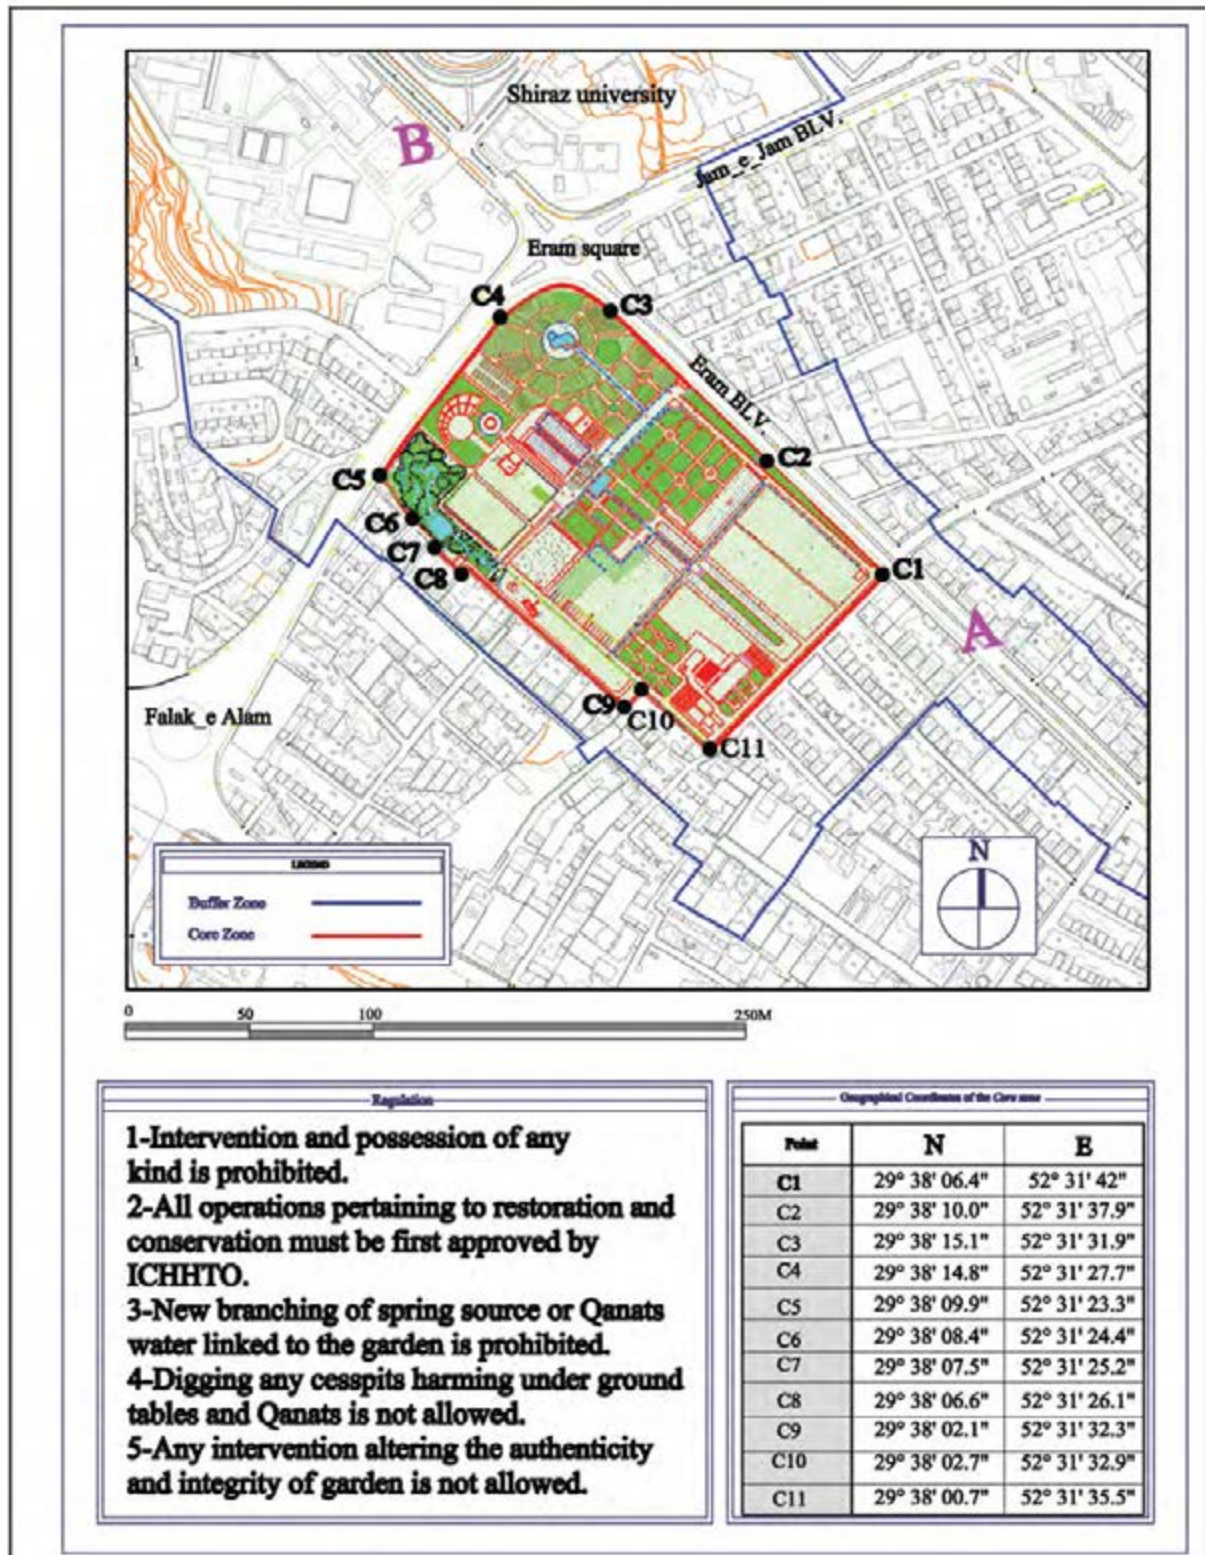 Shiraz university
B
Jam_e_Jam BLV.
Eram square
C4
C3
Eram BLV.
C2
C5
C6
C7
C8
C1
A
C9
C10
Falak_e Alam
C11
N
LEGEND
Buffer Zone
Core Zone
0 50 100 250M
Regulation
1-Intervention and possession of any
kind is prohibited.
2-All operations pertaining to restoration and
conservation must be first approved by
ICHHTO.
3-New branching of spring source or Qanats
water linked to the garden is prohibited.
4-Digging any cesspits harming under ground
tables and Qanats is not allowed.
5-Any intervention altering the authenticity
and integrity of garden is not allowed.
Geographical Coordinates of the Core zone
Point N E
C1 29° 38' 06.4" 52° 31' 42"
C2 29° 38' 10.0" 52° 31' 37.9"
C3 29° 38' 15.1" 52° 31' 31.9"
C4 29° 38' 14.8" 52° 31' 27.7"
C5 29° 38' 09.9" 52° 31' 23.3"
C6 29° 38' 08.4" 52° 31' 24.4"
C7 29° 38' 07.5" 52° 31' 25.2"
C8 29° 38' 06.6" 52° 31' 26.1"
C9 29° 38' 02.1" 52° 31' 32.3"
C10 29° 38' 02.7" 52° 31' 32.9"
C11 29° 38' 00.7" 52° 31' 35.5"